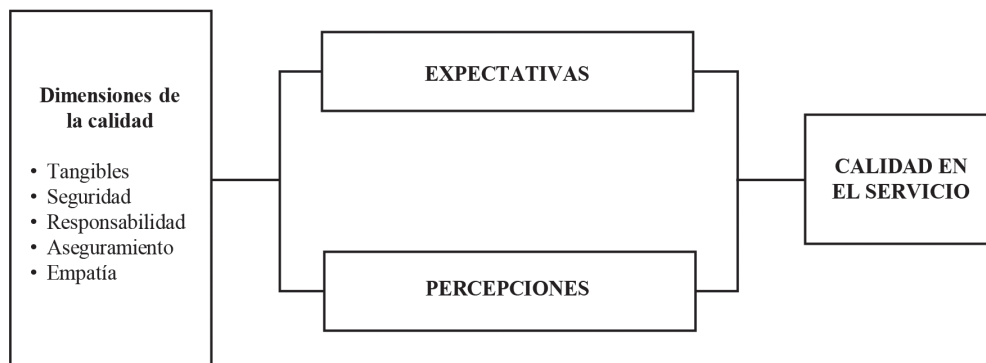 Dimensiones de
la calidad
• Tangibles
• Seguridad
• Responsabilidad
• Aseguramiento
• Empatía
EXPECTATIVAS
PERCEPCIONES
CALIDAD EN
EL SERVICIO